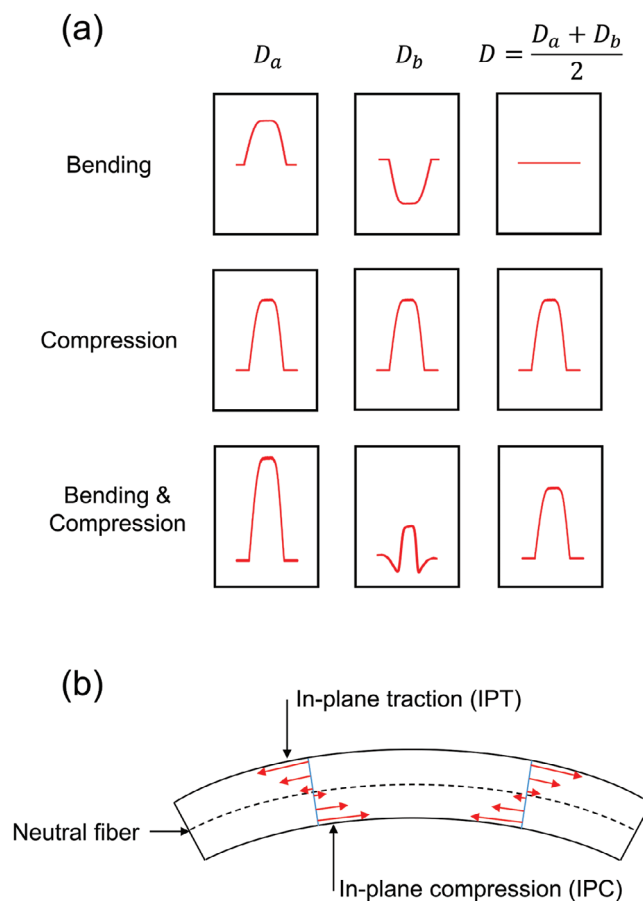 (a)
D_a D_b D = \frac{D_a + D_b}{2}
Bending
Compression
Bending &
Compression
(b)
In-plane traction (IPT)
Neutral fiber
In-plane compression (IPC)